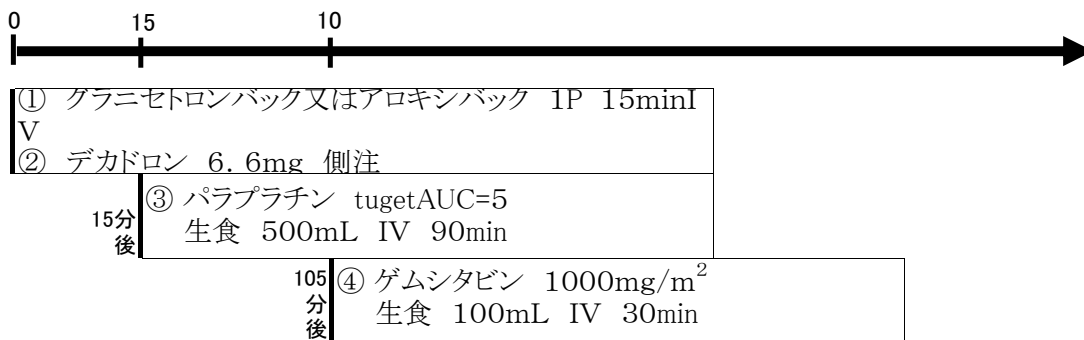 0 15 10
① グラニセトロンバック又はアロキシバック 1P 15minI
V
② デカドロン 6.6mg 側注
15分
後
③ パラプラチン tugetAUC=5
生食 500mL IV 90min
105
分
後
④ ゲムシタビン 1000mg/m²
生食 100mL IV 30min